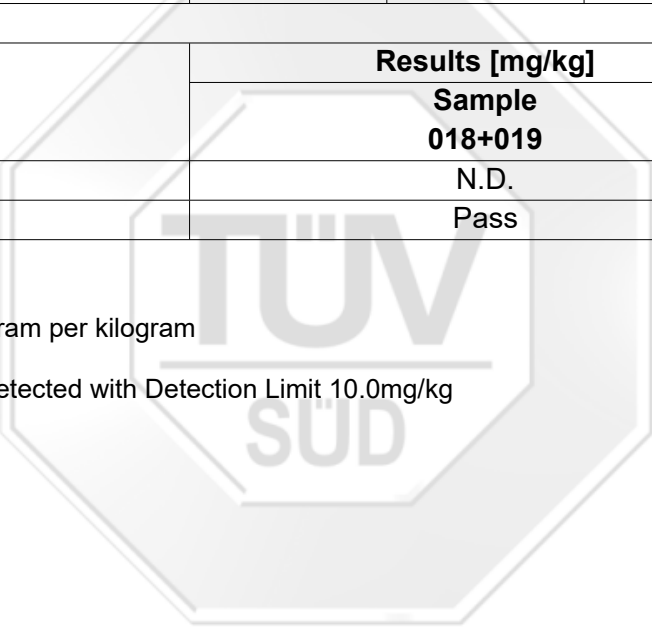 Results [mg/kg]
Sample
018+019
N.D.
Pass
TÜV
ram per kilogram
etected with Detection Limit 10.0mg/kg
SÜD